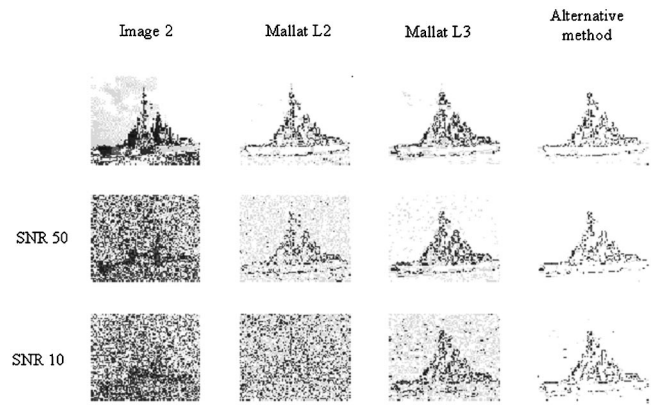 Image 2
Mallat L2
Mallat L3
Alternative
method
SNR 50
SNR 10